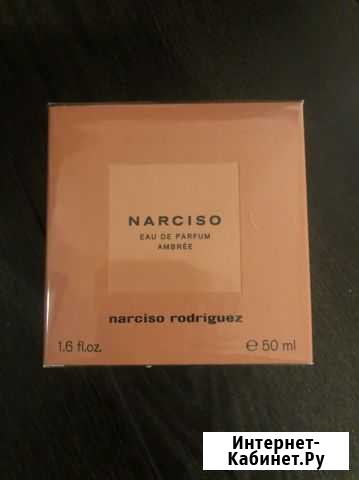 NARCISO
EAU DE PARFUM
AMBRÉE
narciso rodriguez
1.6 fl.oz.
℮ 50 ml
Интернет-
Кабинет.Ру